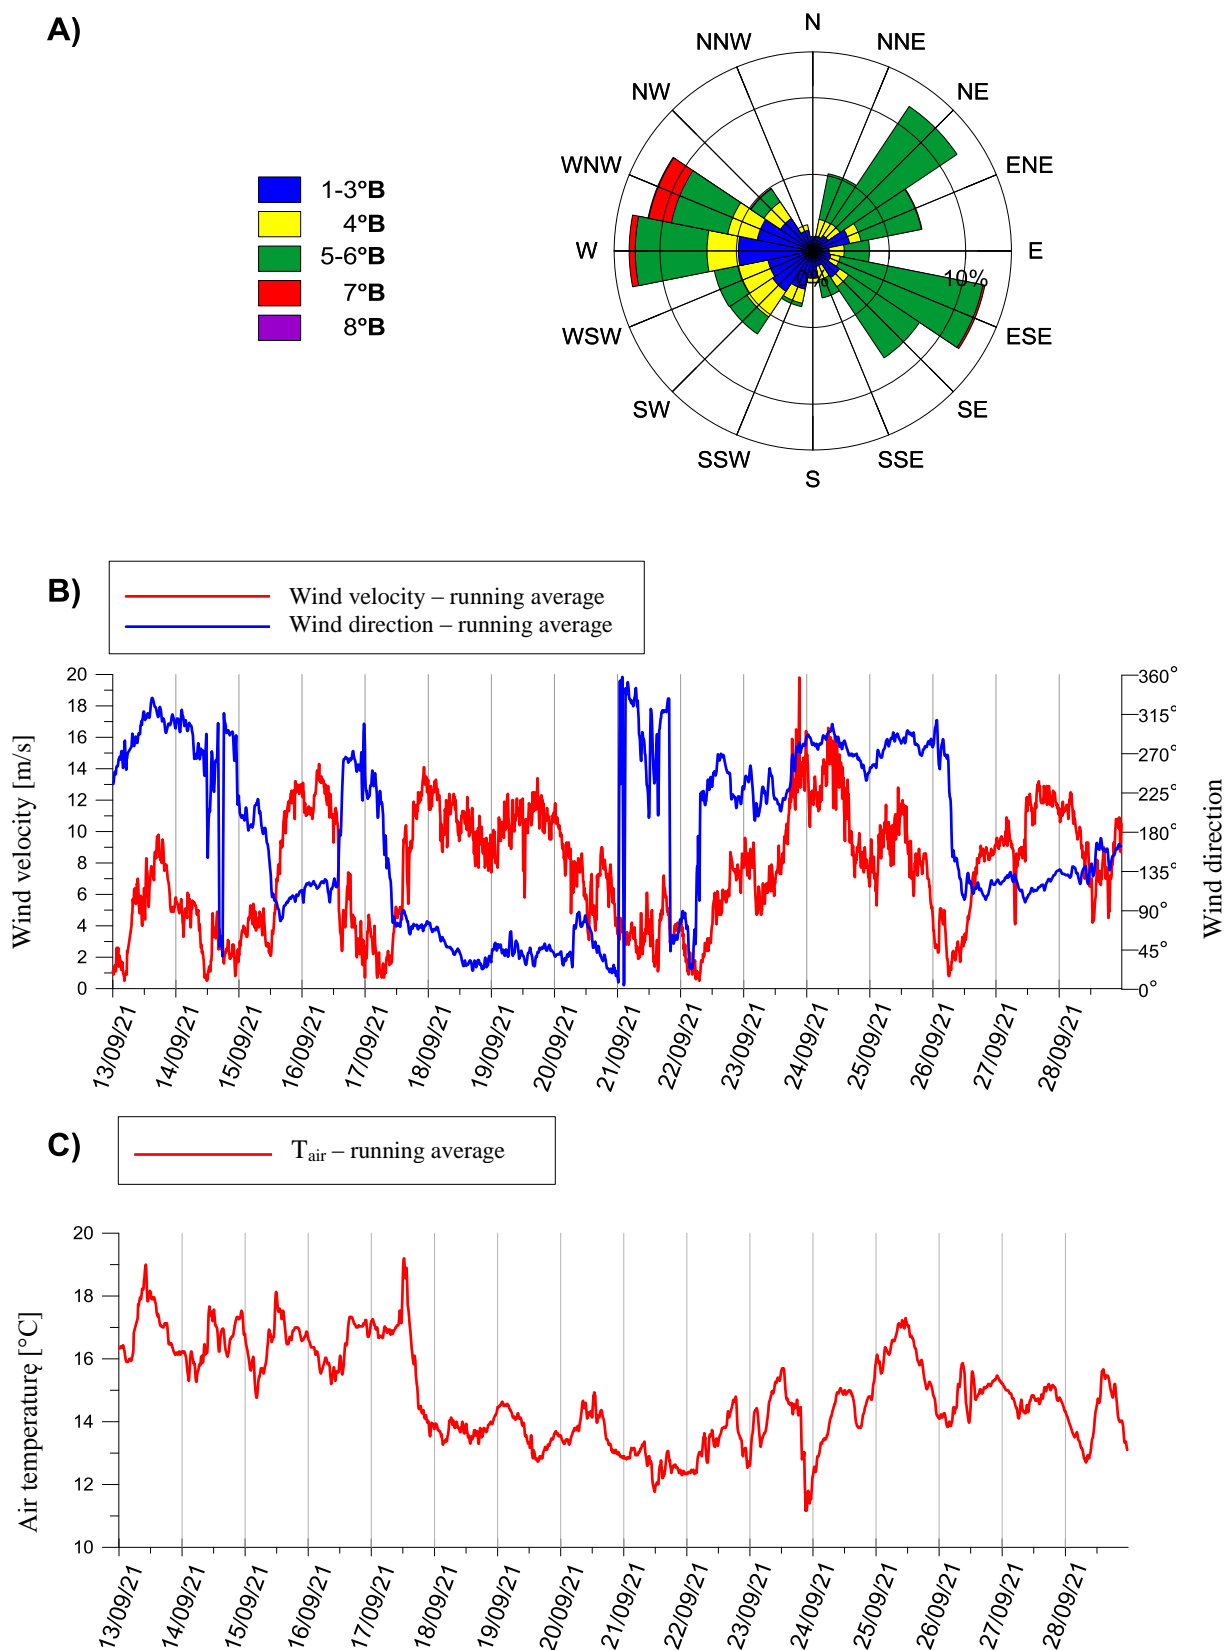 A)
N
NNW
NNE
NW
NE
WNW
ENE
1-3°B
4°B
W
E
5-6°B
0%
10%
7°B
8°B
WSW
ESE
SW
SE
SSW
SSE
S
B)
Wind velocity – running average
Wind direction – running average
Wind velocity [m/s]
20
18
16
14
12
10
8
6
4
2
0
360°
315°
270°
225°
180°
135°
90°
45°
0°
Wind direction
13/09/21
14/09/21
15/09/21
16/09/21
17/09/21
18/09/21
19/09/21
20/09/21
21/09/21
22/09/21
23/09/21
24/09/21
25/09/21
26/09/21
27/09/21
28/09/21
C)
Tair – running average
Air temperaturę [°C]
20
18
16
14
12
10
13/09/21
14/09/21
15/09/21
16/09/21
17/09/21
18/09/21
19/09/21
20/09/21
21/09/21
22/09/21
23/09/21
24/09/21
25/09/21
26/09/21
27/09/21
28/09/21